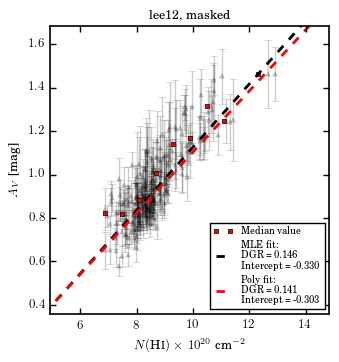 lee12, masked
1.6
1.4
1.2
1.0
0.8
0.6
0.4
A_V [mag]
Median value
MLE fit:
DGR = 0.146
Intercept = -0.330
Poly fit:
DGR = 0.141
Intercept = -0.303
6 8 10 12 14
N(HI) × 10^20 cm^−2